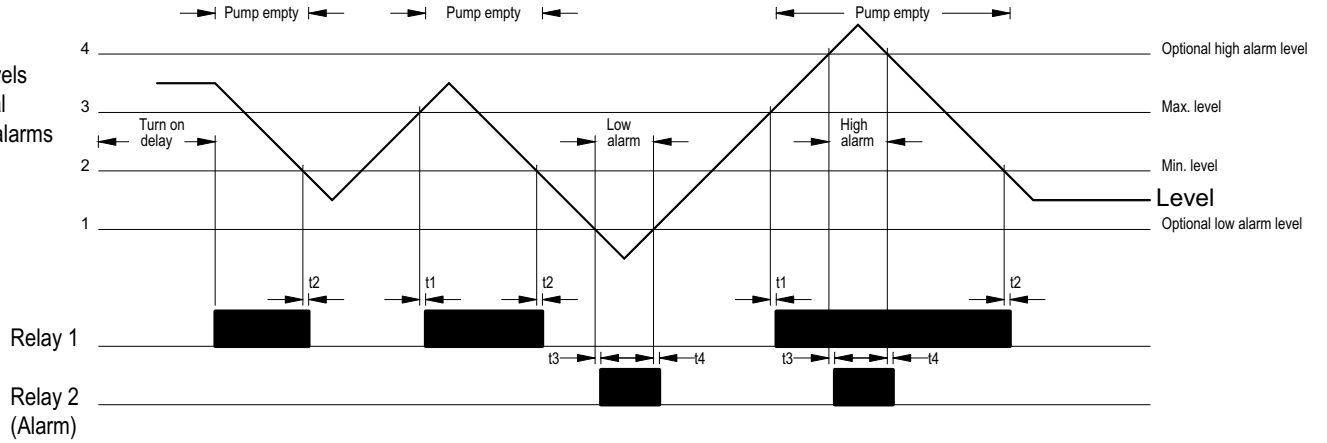 Pump empty
Pump empty
Pump empty
4
Optional high alarm level
3
Max. level
alarms
Turn on
delay
Low
alarm
High
alarm
2
Min. level
Level
1
Optional low alarm level
t2
t1
t2
t1
t2
Relay 1
t3
t4
t3
t4
Relay 2
(Alarm)